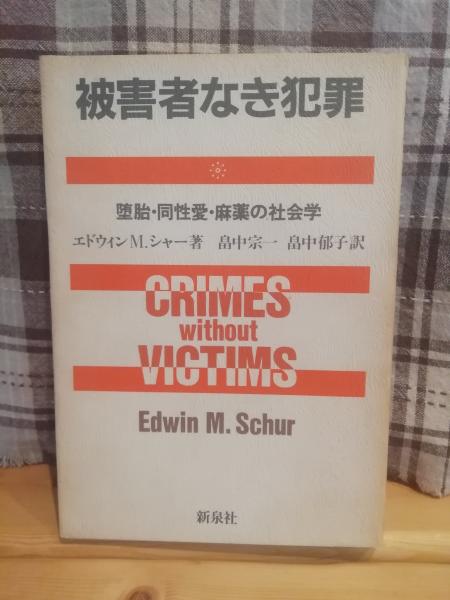 被害者なき犯罪
堕胎・同性愛・麻薬の社会学
エドウィンM.シャー著 畠中宗一 畠中郁子訳
CRIMES
without
VICTIMS
Edwin M. Schur
新泉社